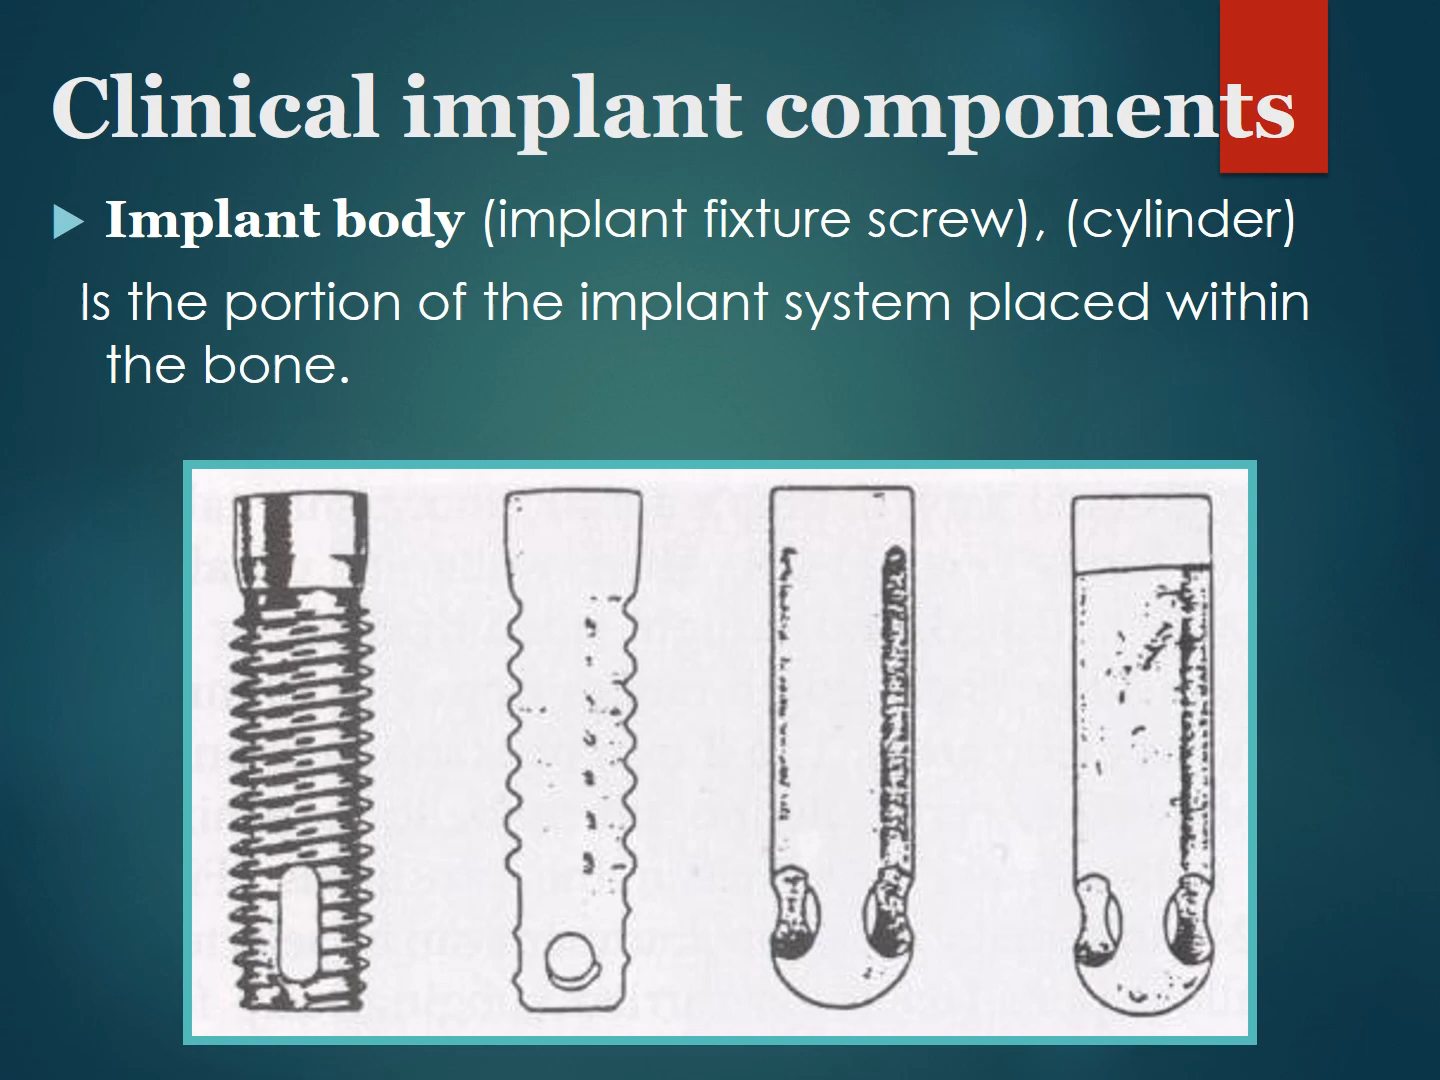 Clinical implant components
Implant body (implant fixture screw), (cylinder)
Is the portion of the implant system placed within
the bone.